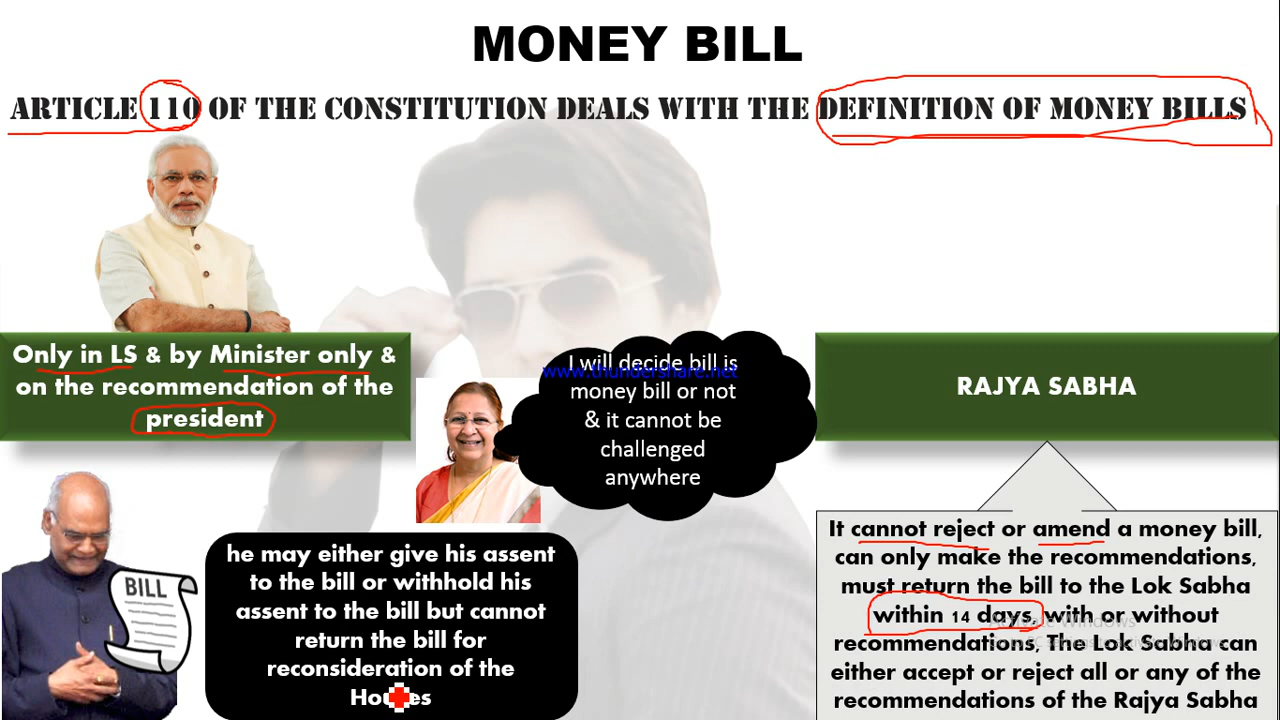 MONEY BILL
ARTICLE 110 OF THE CONSTITUTION DEALS WITH THE DEFINITION OF MONEY BILLS
Only in LS & by Minister only &
on the recommendation of the
president
I will decide bill is
www.thundershare.net
money bill or not
& it cannot be
challenged
anywhere
RAJYA SABHA
BILL
he may either give his assent
to the bill or withhold his
assent to the bill but cannot
return the bill for
reconsideration of the
Houses
It cannot reject or amend a money bill,
can only make the recommendations,
must return the bill to the Lok Sabha
within 14 days, with or without
Activate Windows
recommendations, The Lok Sabha can
either accept or reject all or any of the
recommendations of the Rajya Sabha